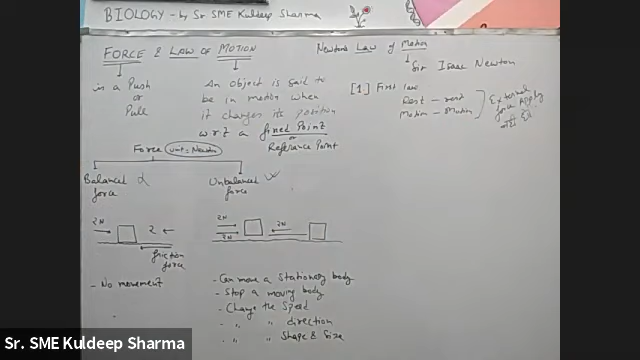 BIOLOGY - by Sr. SME Kuldeep Sharma
FORCE & LAW OF MOTION
is a Push
or
Pull
An object is said to
be in motion when
it changes its position
w.r.t a fixed Point
or
Reference Point
Force unit = Newton
Balanced
force
Unbalanced
force
2N
2
friction
force
2N
2N
2N
- No movement
- Can move a stationary body
- Stop a moving body
- Change the Speed
- " " direction
- " " Shape & Size
Newton's Law of Motion
Sir Isaac Newton
[1.] First law
Rest - rest
Motion - Motion
External
force Apply
Sr. SME Kuldeep Sharma